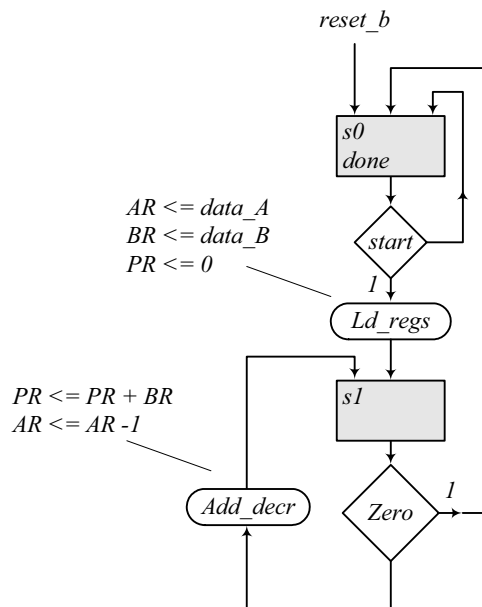 reset_b
s0
done
AR <= data_A
BR <= data_B
PR <= 0
start
1
Ld_regs
PR <= PR + BR
AR <= AR -1
s1
Add_decr
Zero
1